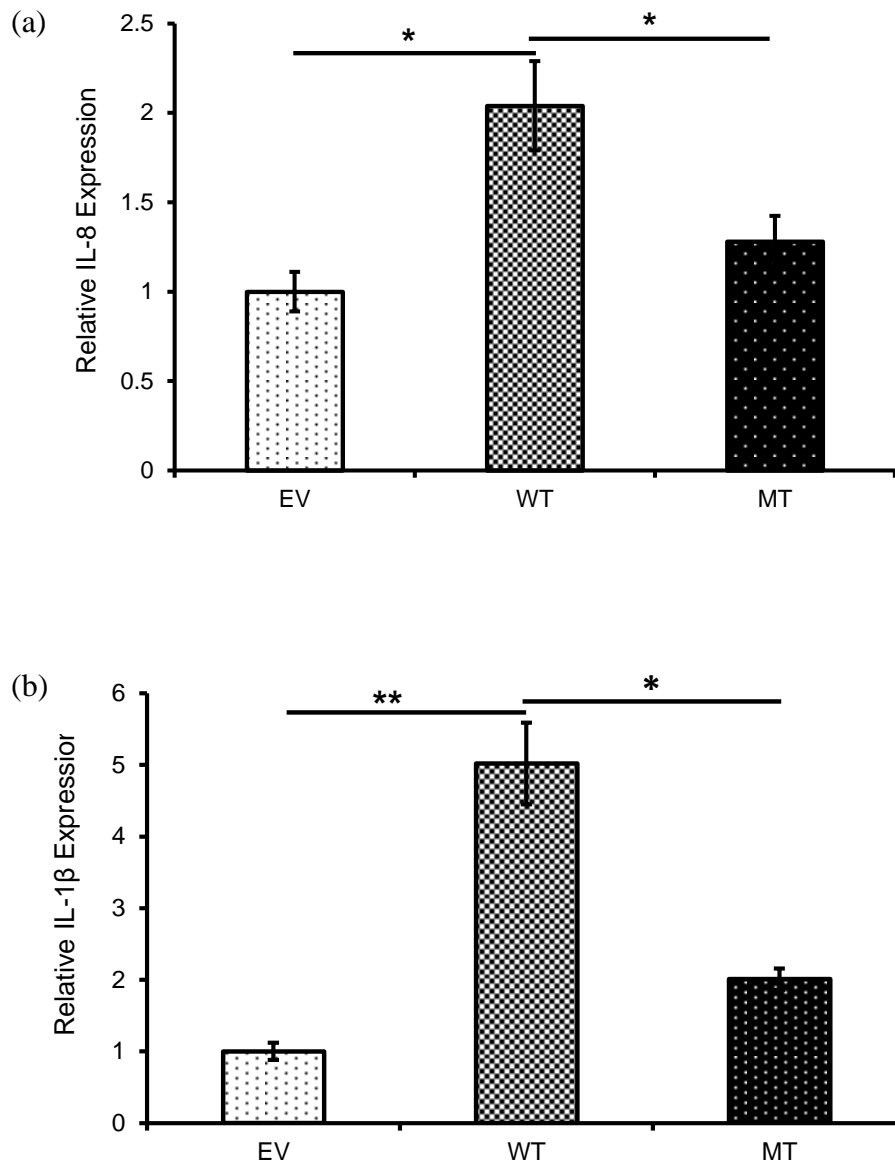 (a)
Relative IL-8 Expression
2.5
2
1.5
1
0.5
0
*
*
EV
WT
MT
(b)
Relative IL-1β Expressior
6
5
4
3
2
1
0
**
*
EV
WT
MT